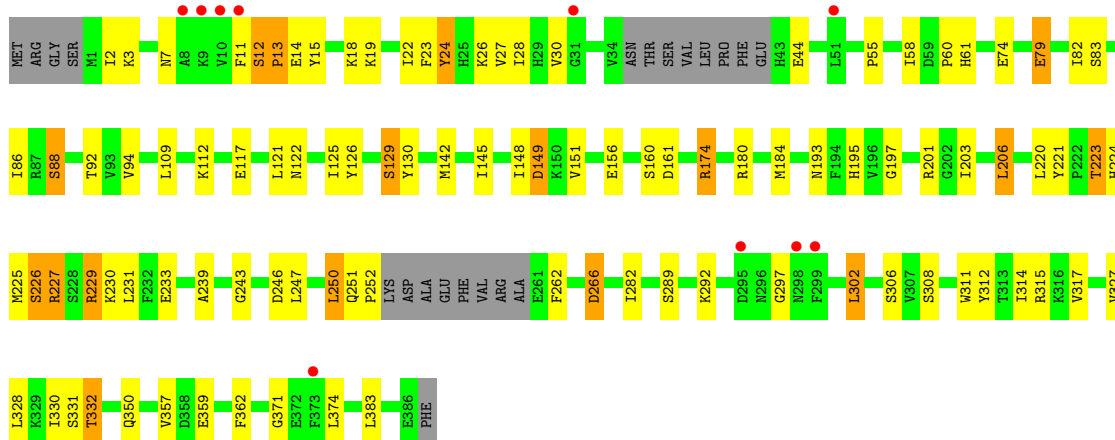 MET ARG GLY SER M1 I2 K3 N7 A8 K9 V10 F11 S12 P13 E14 Y15 K18 K19 I22 F23 Y24 H25 K26 V27 I28 H29 V30 G31 V34 ASN THR SER VAL LEU PRO PHE GLU H43 E44 L51 P55 I58 D59 P60 H61 E74 E79 I82 S83
I86 R87 S88 T92 V93 V94 L109 K112 E117 L121 N122 I125 Y126 S129 Y130 M142 I145 I148 D149 K150 V151 E156 S160 D161 R174 R180 M184 N193 F194 H195 V196 G197 R201 G202 I203 L206 L220 Y221 P222 T223 H224
M225 S226 R227 S228 R229 K230 L231 F232 E233 A239 G243 D246 L247 L250 Q251 P252 LYS ASP ALA GLU PHE VAL ARG ALA E261 F262 D266 I282 S289 K292 D295 N296 G297 N298 F299 L302 S306 V307 S308 W311 Y312 T313 I314 R315 K316 V317 V327
L328 K329 I330 S331 T332 Q350 V357 D358 E359 F362 G371 E372 F373 L374 L383 E386 PHE